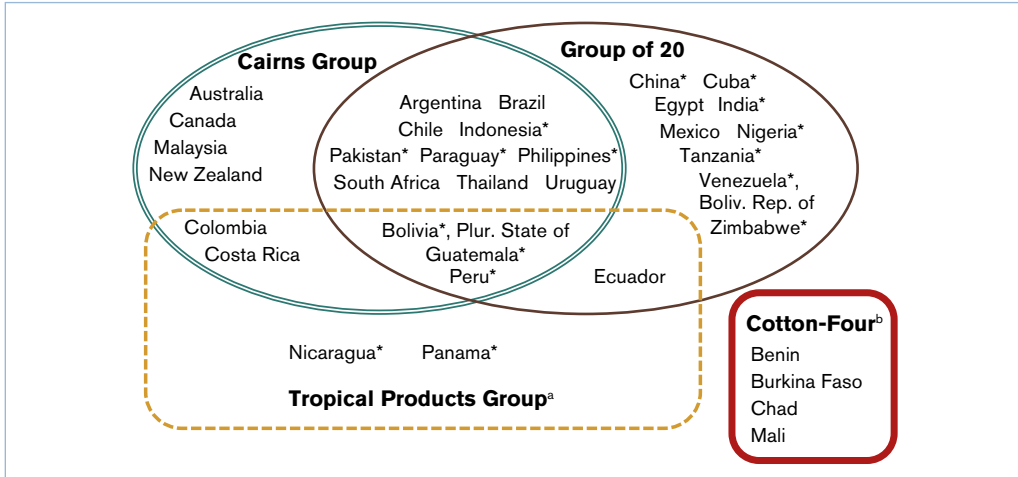 Cairns Group
Australia
Canada
Malaysia
New Zealand
Colombia
Costa Rica
Argentina Brazil
Chile Indonesia*
Pakistan* Paraguay* Philippines*
South Africa Thailand Uruguay
Bolivia*, Plur. State of
Guatemala*
Peru*
Group of 20
China* Cuba*
Egypt India*
Mexico Nigeria*
Tanzania*
Venezuela*,
Boliv. Rep. of
Zimbabwe*
Ecuador
Nicaragua* Panama*
Tropical Products Groupᵃ
Cotton-Fourᵇ
Benin
Burkina Faso
Chad
Mali